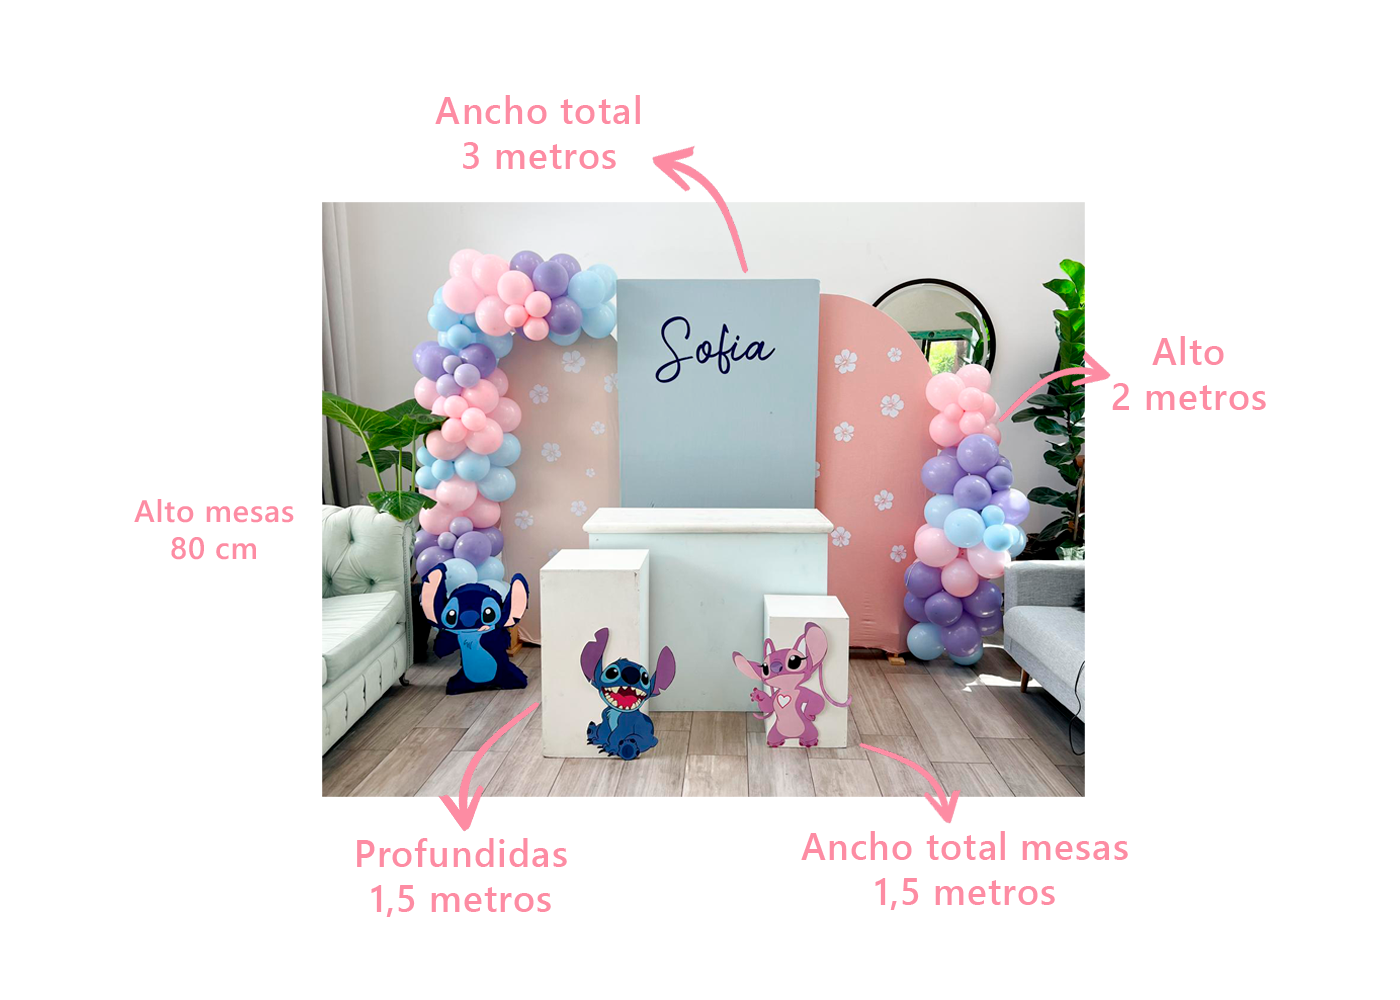 Ancho total
3 metros
Sofia
Alto
2 metros
Alto mesas
80 cm
Profundidas
1,5 metros
Ancho total mesas
1,5 metros